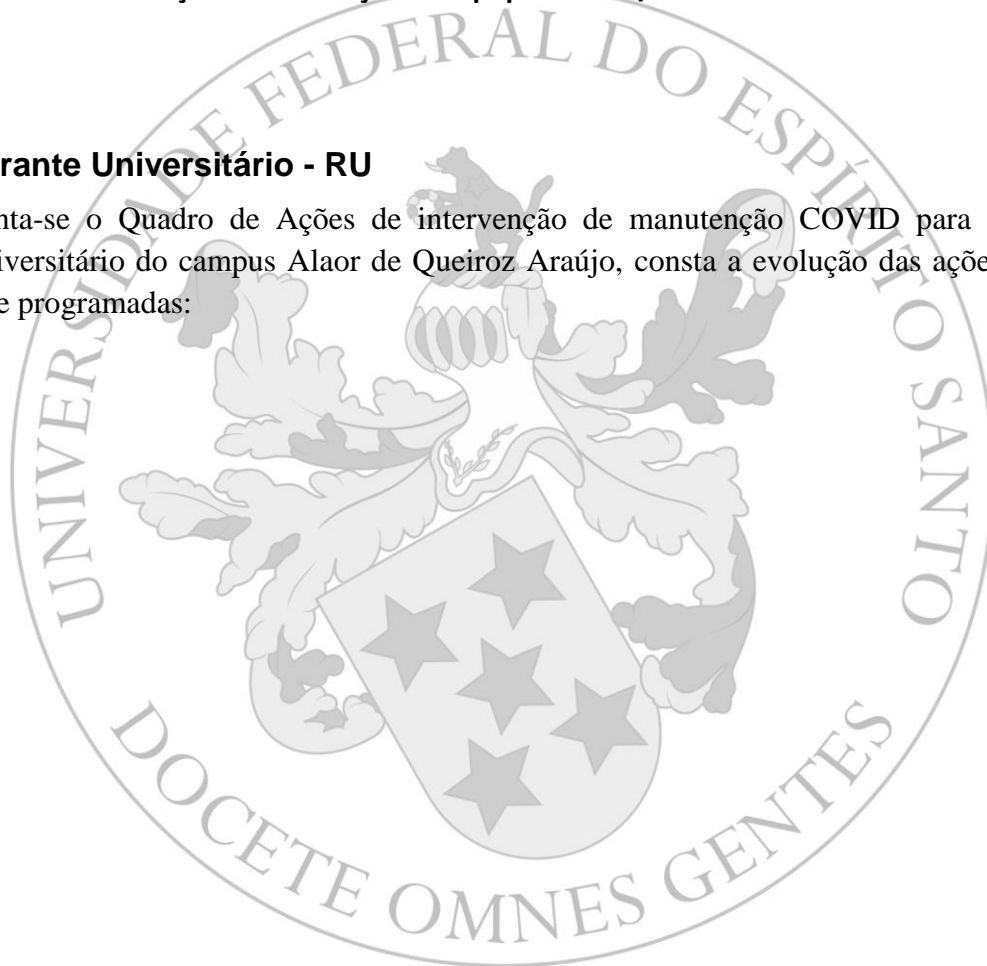 rante Universitário - RU
nta-se o Quadro de Ações de intervenção de manutenção COVID para
iversitário do campus Alaor de Queiroz Araújo, consta a evolução das açõe
e programadas:
UNIVERSIDADE FEDERAL DO ESPÍRITO SANTO
DOCETE OMNES GENTES